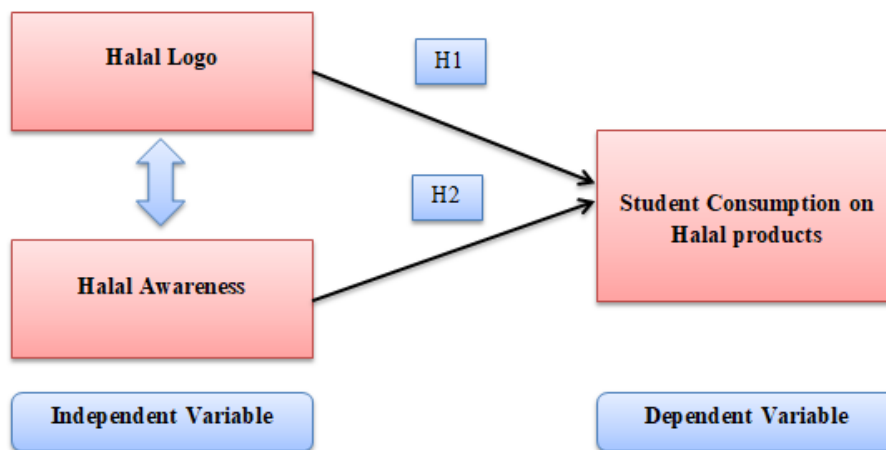 Halal Logo
H1
Student Consumption on
Halal products
H2
Halal Awareness
Independent Variable
Dependent Variable